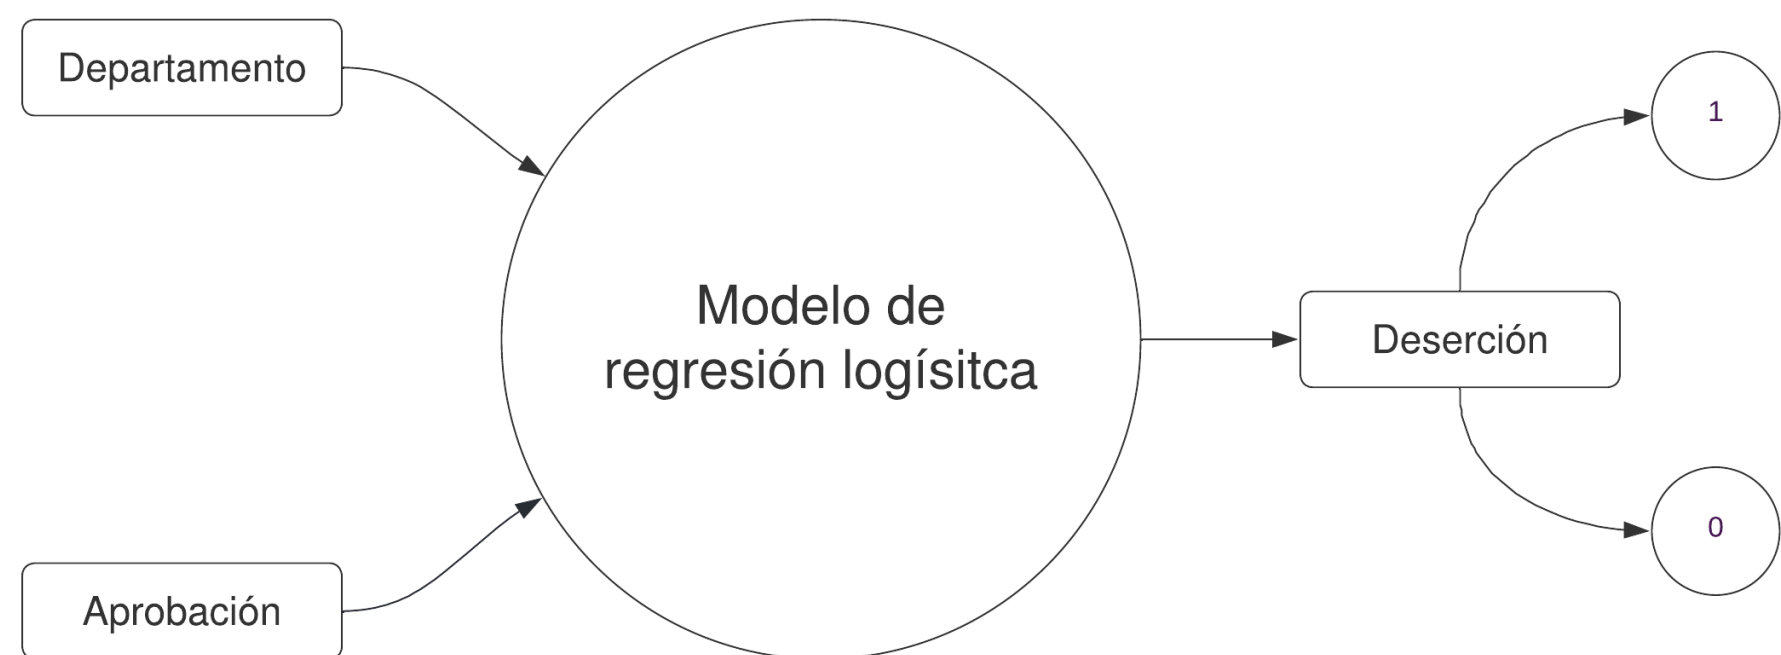 Departamento
Modelo de
regresión logísitca
Aprobación
Deserción
1
0